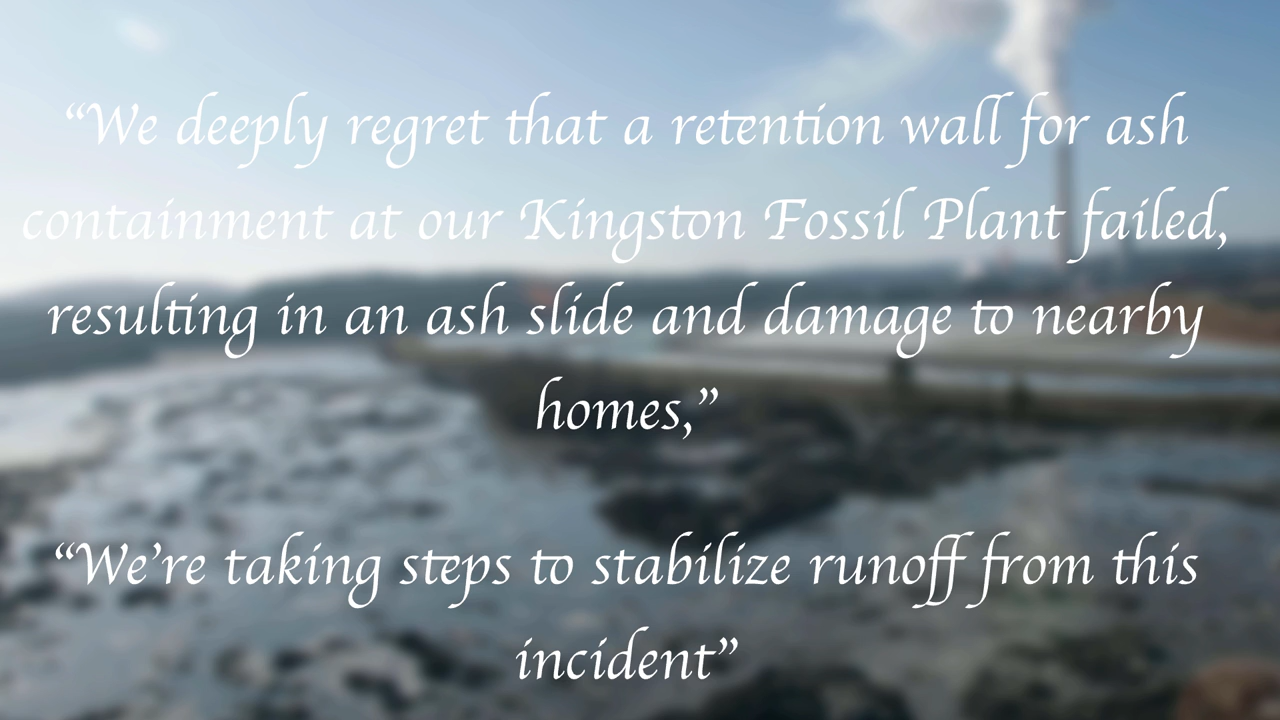 “We deeply regret that a retention wall for ash
containment at our Kingston Fossil Plant failed,
resulting in an ash slide and damage to nearby
homes,”
“We’re taking steps to stabilize runoff from this
incident”